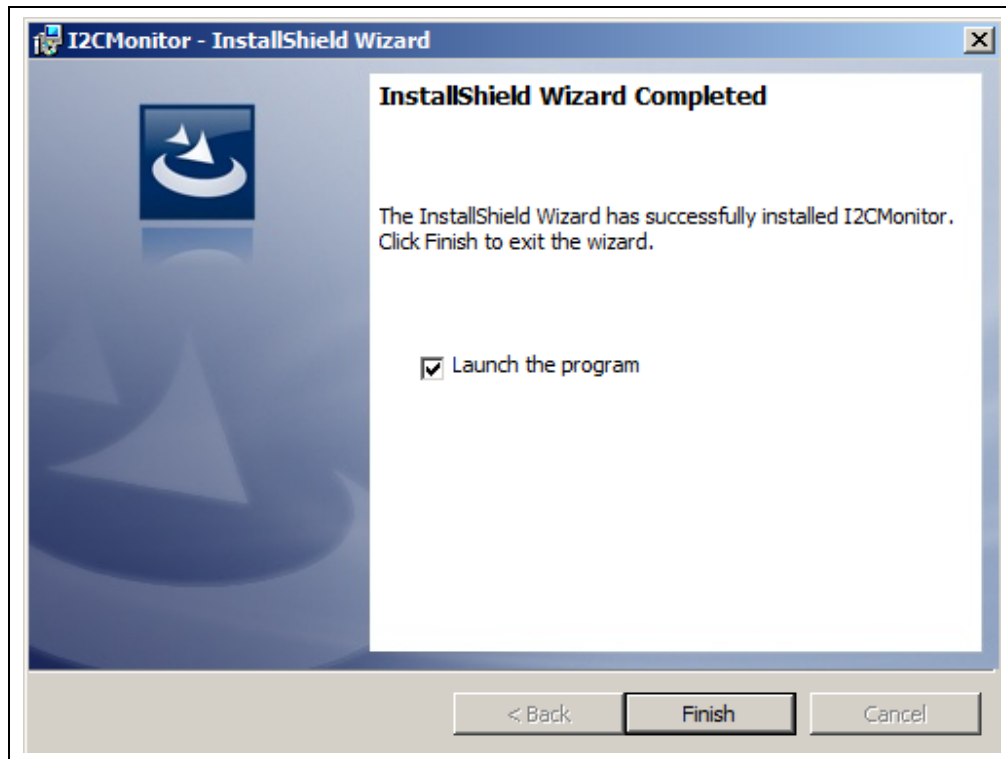 I2CMonitor - InstallShield Wizard
InstallShield Wizard Completed
The InstallShield Wizard has successfully installed I2CMonitor.
Click Finish to exit the wizard.
Launch the program
< Back
Finish
Cancel